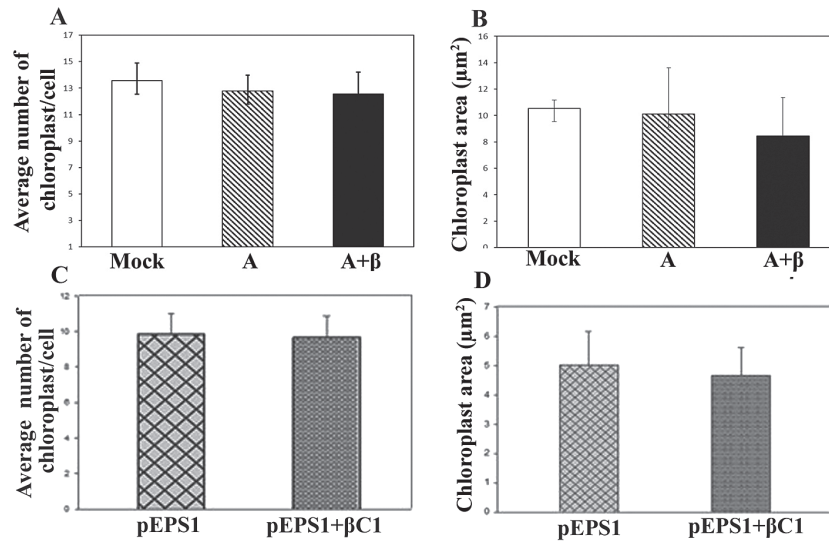 A
Average number of
chloroplast/cell
17
15
13
11
9
7
5
3
1
Mock
A
A+β
B
Chloroplast area (μm²)
16
14
12
10
8
6
4
2
0
Mock
A
A+β
C
Average number of
chloroplast/cell
12
10
8
6
4
2
0
pEPS1
pEPS1+βC1
D
Chloroplast area (μm²)
7
6
5
4
3
2
1
0
pEPS1
pEPS1+βC1